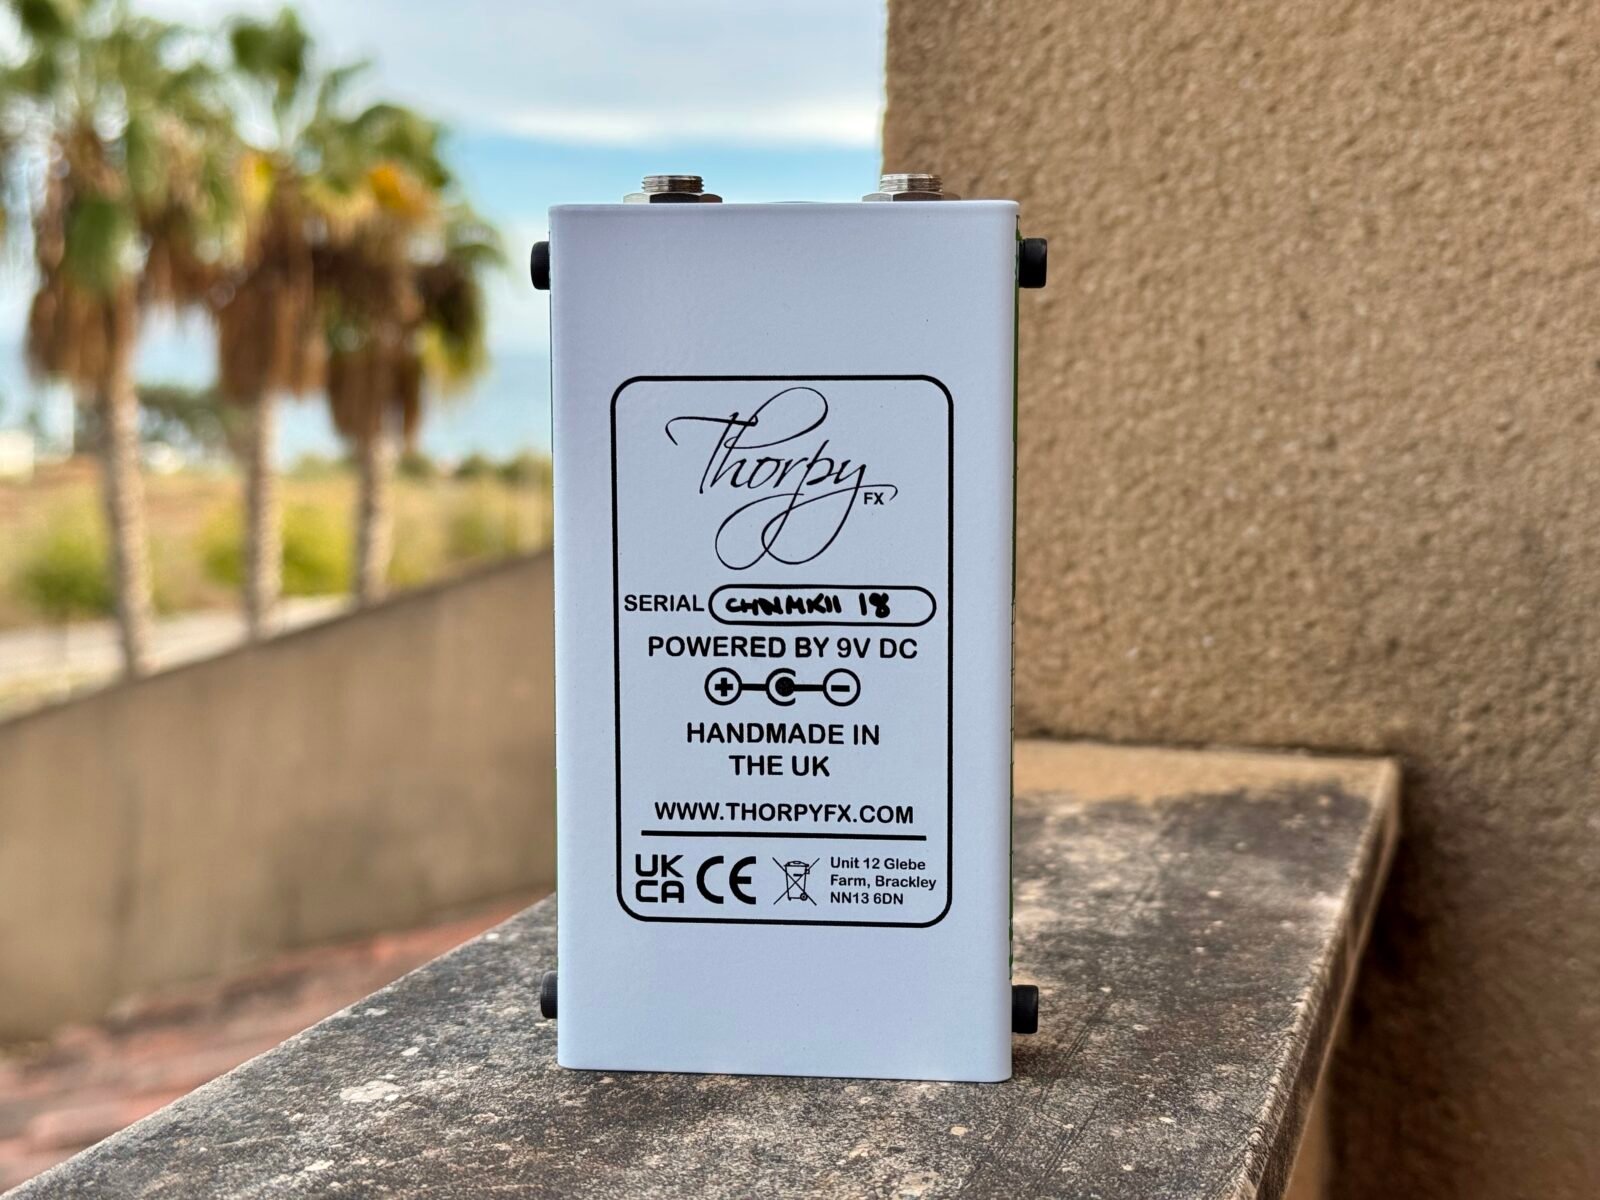 Thorpy FX
SERIAL CHNMKII 18
POWERED BY 9V DC
HANDMADE IN
THE UK
WWW.THORPYFX.COM
UK
CA CE
Unit 12 Glebe
Farm, Brackley
NN13 6DN